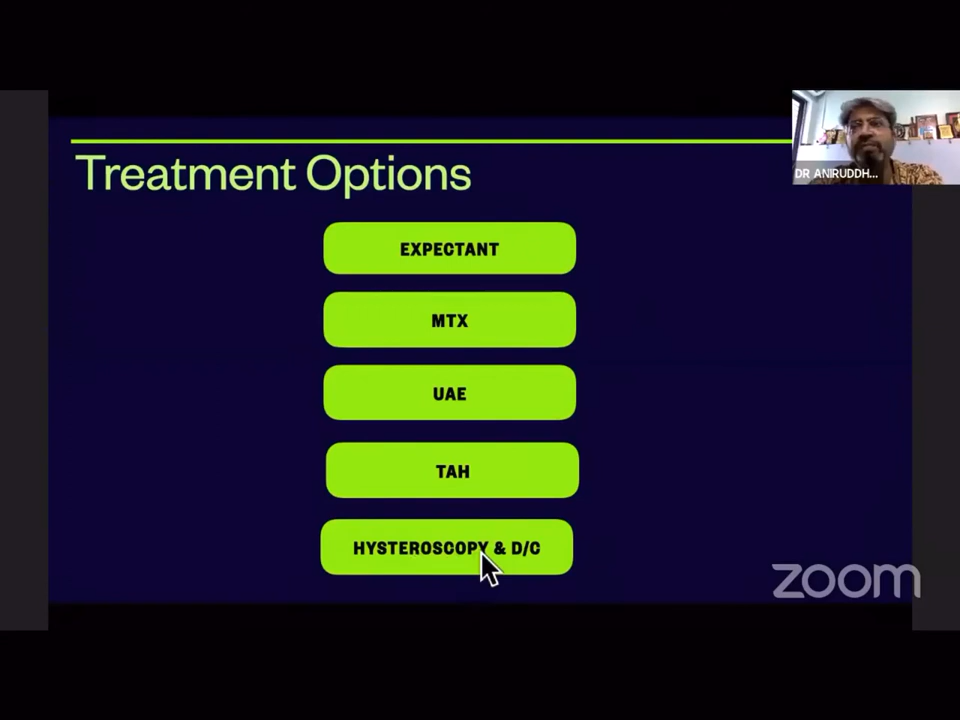 Treatment Options
DR ANIRUDDH...
EXPECTANT
MTX
UAE
TAH
HYSTEROSCOPY & D/C
zoom